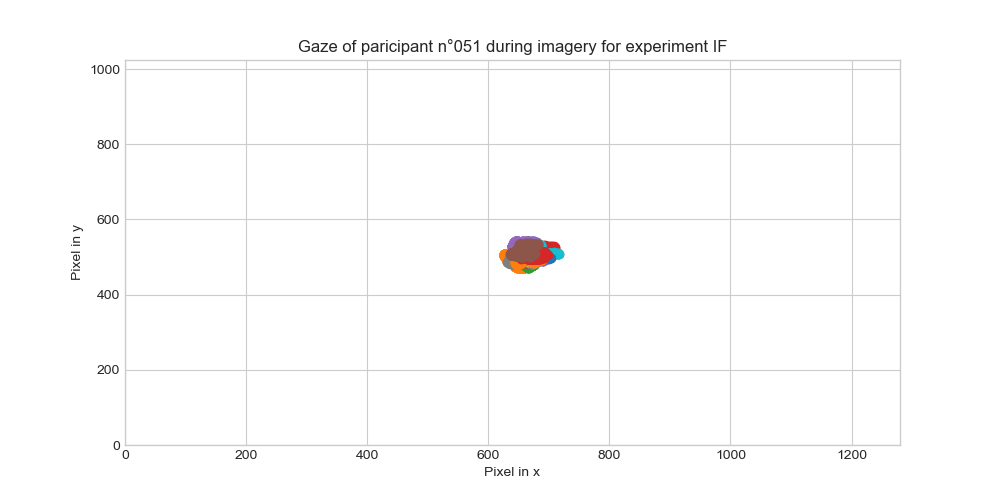 Gaze of paricipant n°051 during imagery for experiment IF
1000
800
600
400
200
0
Pixel in y
0 200 400 600 800 1000 1200
Pixel in x